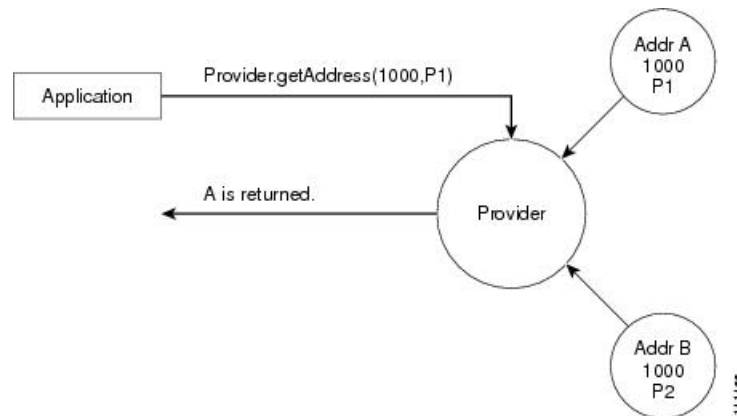 Provider.getAddress(1000,P1)
Application
A is returned.
Provider
Addr A
1000
P1
Addr B
1000
P2